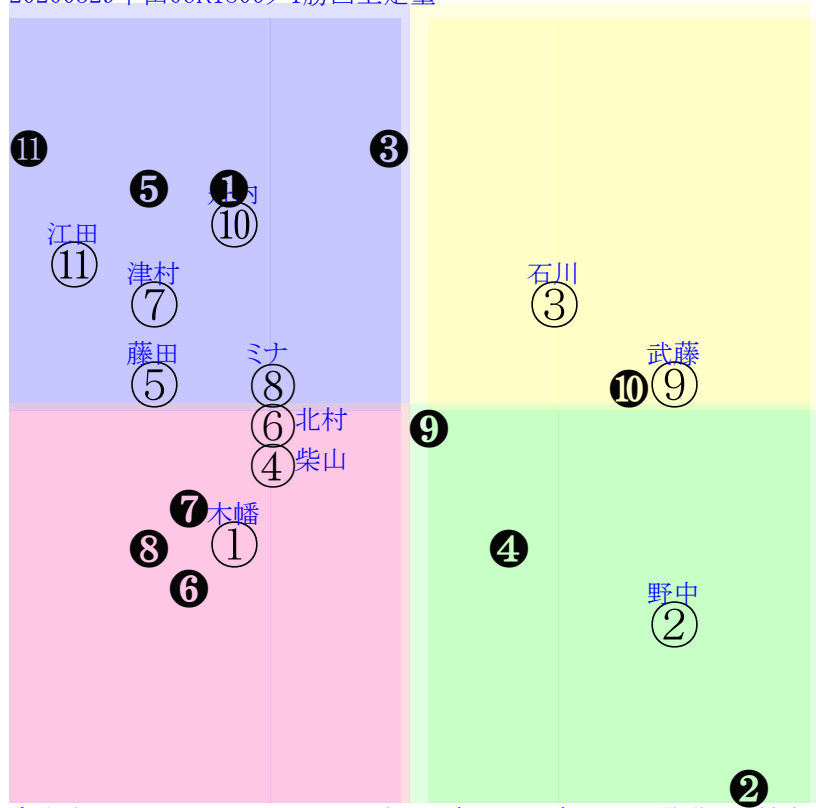 ⓫
❸
❺
❶
⑩
江田
⑪
津村
⑦
石川
③
藤田
⑤
ミナ
⑧
武藤
❿
⑨
⑥北村
❾
④柴山
❼
木幡
①
❽
❹
❻
野中
②
❷